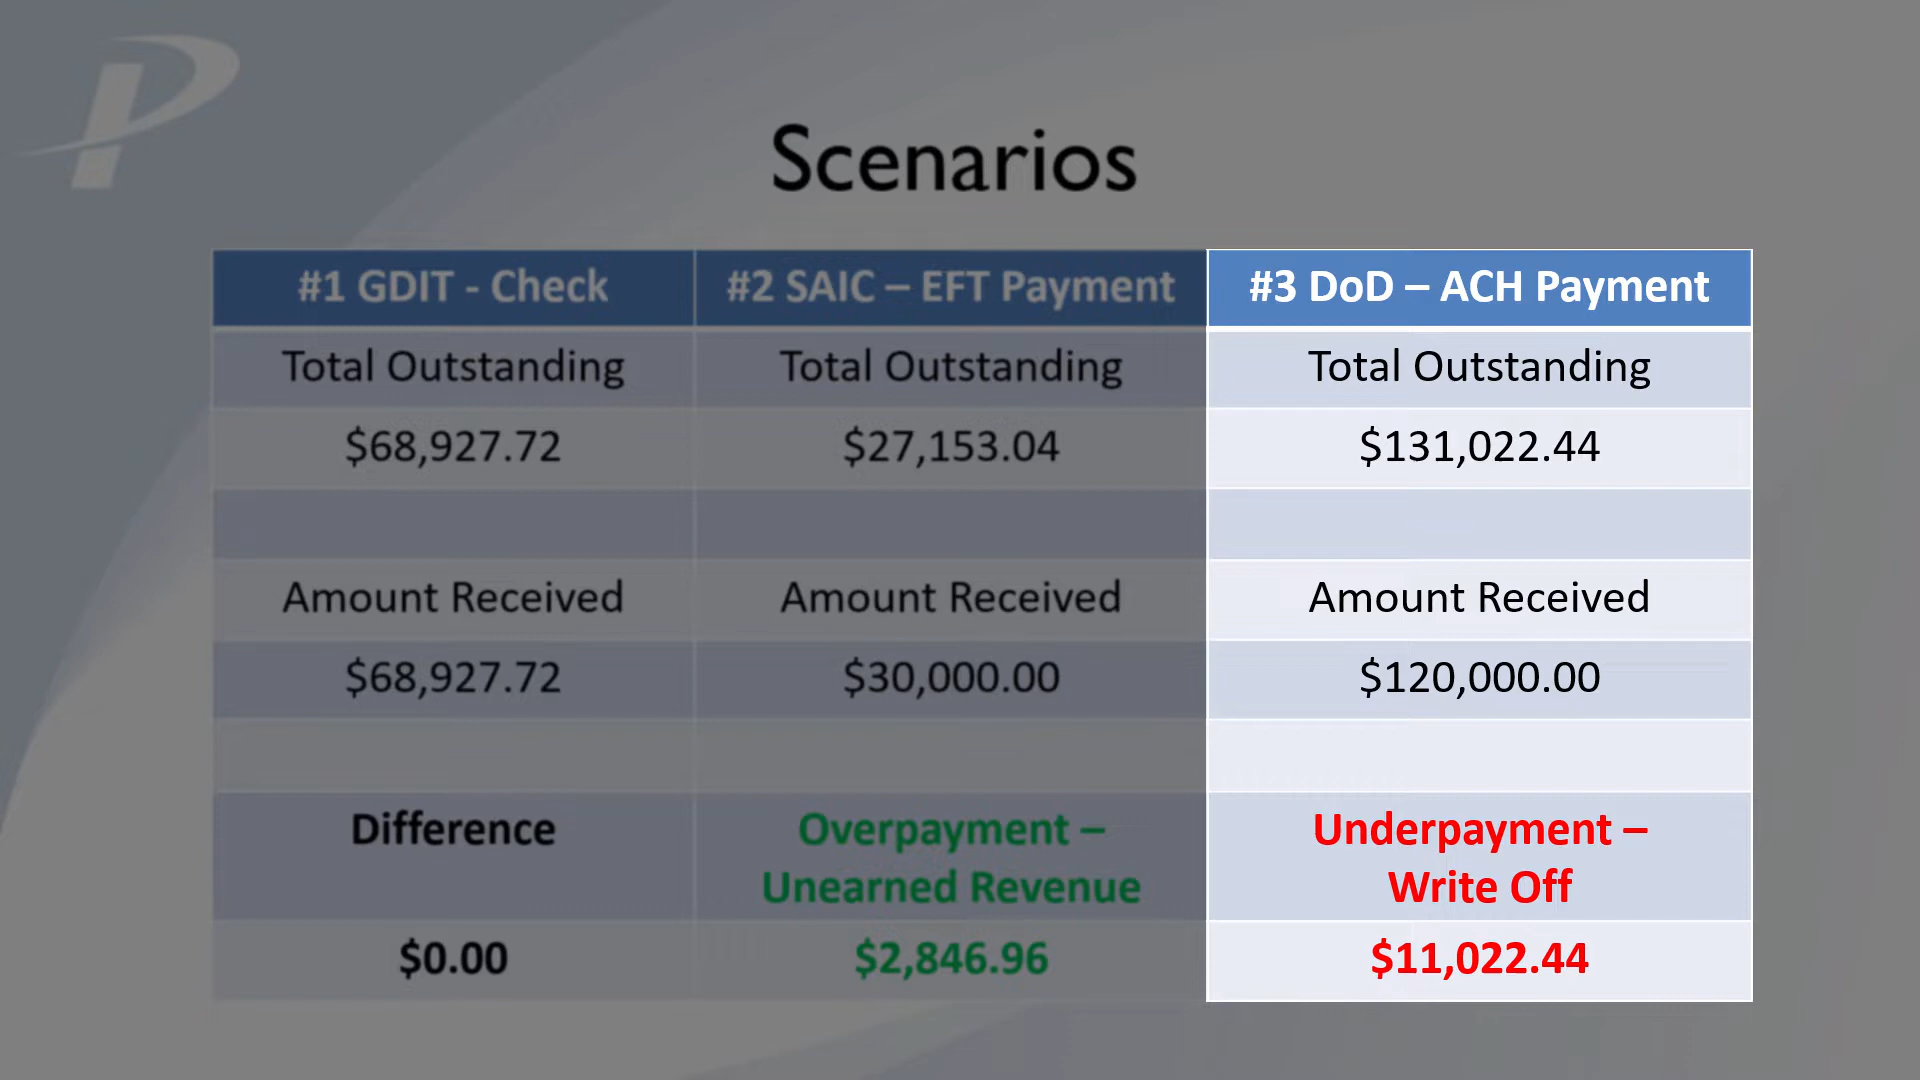 Scenarios
#1 GDIT - Check
#2 SAIC – EFT Payment
#3 DoD – ACH Payment
Total Outstanding
Total Outstanding
Total Outstanding
$68,927.72
$27,153.04
$131,022.44
Amount Received
Amount Received
Amount Received
$68,927.72
$30,000.00
$120,000.00
Difference
Overpayment –
Unearned Revenue
Underpayment –
Write Off
$0.00
$2,846.96
$11,022.44